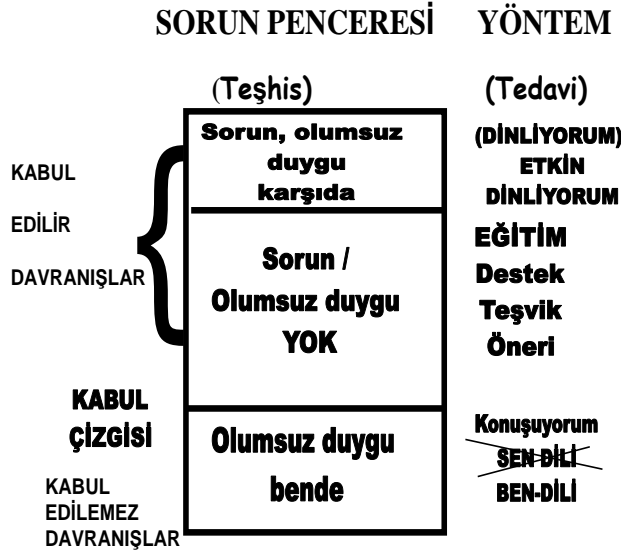 SORUN PENCERESİ YÖNTEM
(Teşhis) (Tedavi)
Sorun, olumsuz
duygu
karşıda
(DİNLİYORUM)
ETKİN
DİNLİYORUM
KABUL
EDİLİR
DAVRANIŞLAR
Sorun /
Olumsuz duygu
YOK
EĞİTİM
Destek
Teşvik
Öneri
KABUL
ÇİZGİSİ
Olumsuz duygu
bende
Konuşuyorum
SEN DİLİ
BEN-DİLİ
KABUL
EDİLEMEZ
DAVRANIŞLAR